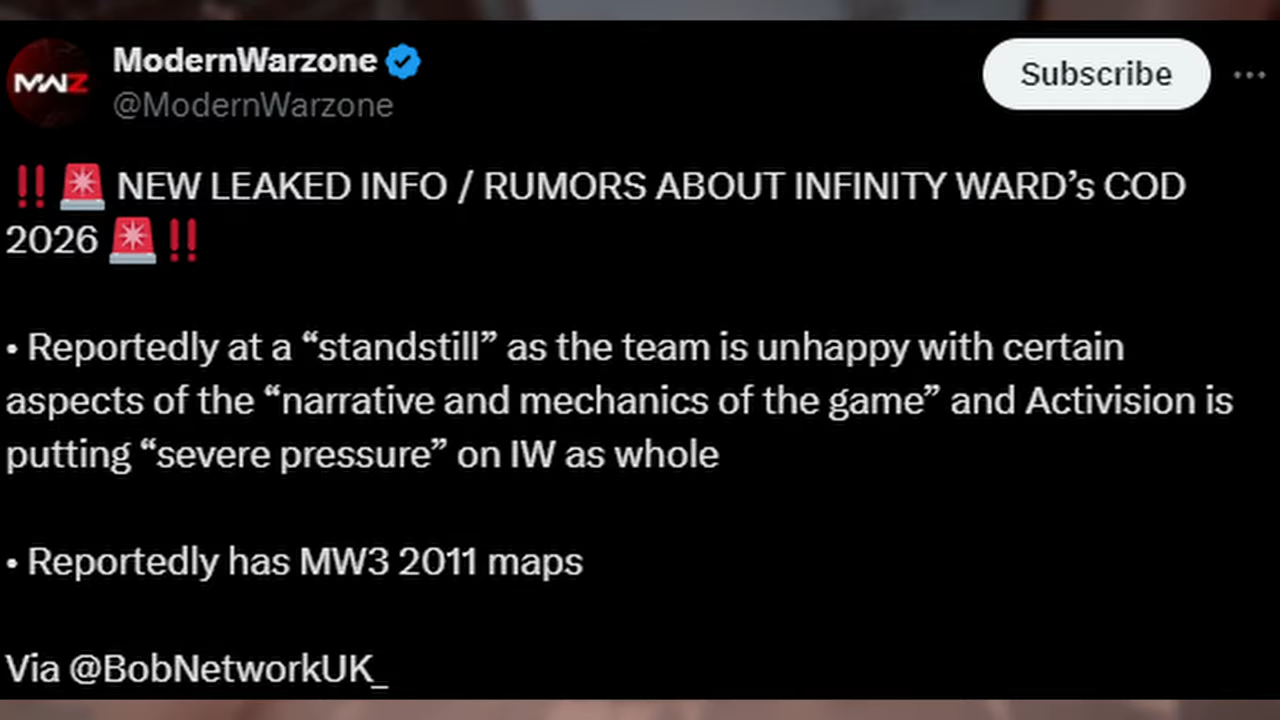 MWZ
ModernWarzone
Subscribe
@ModernWarzone
‼️🚨 NEW LEAKED INFO / RUMORS ABOUT INFINITY WARD’s COD
2026 🚨‼️
• Reportedly at a “standstill” as the team is unhappy with certain
aspects of the “narrative and mechanics of the game” and Activision is
putting “severe pressure” on IW as whole
• Reportedly has MW3 2011 maps
Via @BobNetworkUK_